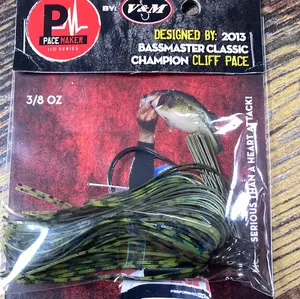 P
PACEMAKER
JIG SERIES
BY: V&M
DESIGNED BY: 2013
BASSMASTER CLASSIC
CHAMPION CLIFF PACE
3/8 OZ
SERIOUS THAN A HEART ATTACK!